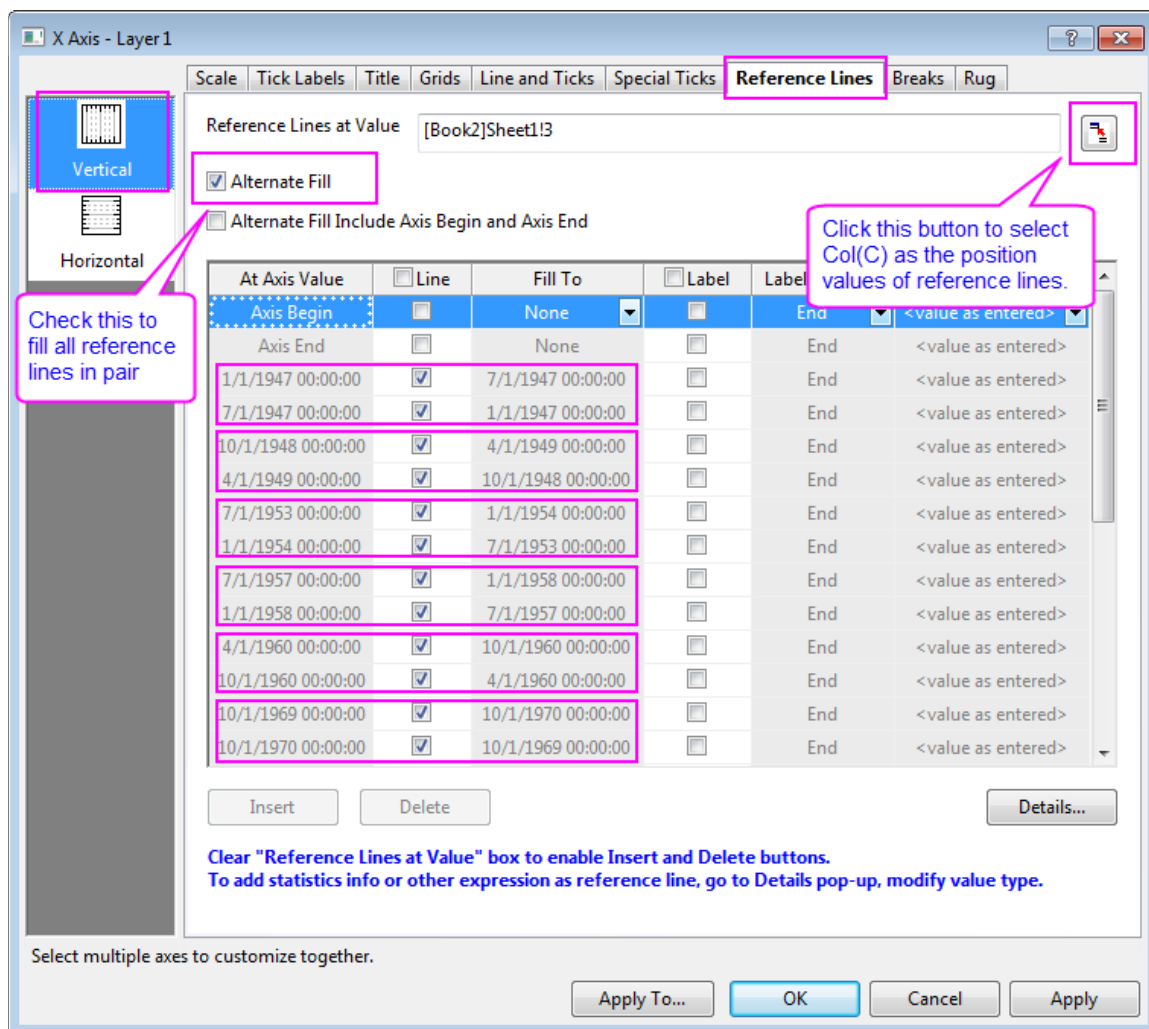 X Axis - Layer 1
Scale Tick Labels Title Grids Line and Ticks Special Ticks Reference Lines Breaks Rug
Vertical
Horizontal
Reference Lines at Value [Book2]Sheet1!3
Alternate Fill
Alternate Fill Include Axis Begin and Axis End
Click this button to select
Col(C) as the position
values of reference lines.
Check this to
fill all reference
lines in pair
At Axis Value Line Fill To Label Label
Axis Begin None End <value as entered>
Axis End None End <value as entered>
1/1/1947 00:00:00 7/1/1947 00:00:00 End <value as entered>
7/1/1947 00:00:00 1/1/1947 00:00:00 End <value as entered>
10/1/1948 00:00:00 4/1/1949 00:00:00 End <value as entered>
4/1/1949 00:00:00 10/1/1948 00:00:00 End <value as entered>
7/1/1953 00:00:00 1/1/1954 00:00:00 End <value as entered>
1/1/1954 00:00:00 7/1/1953 00:00:00 End <value as entered>
7/1/1957 00:00:00 1/1/1958 00:00:00 End <value as entered>
1/1/1958 00:00:00 7/1/1957 00:00:00 End <value as entered>
4/1/1960 00:00:00 10/1/1960 00:00:00 End <value as entered>
10/1/1960 00:00:00 4/1/1960 00:00:00 End <value as entered>
10/1/1969 00:00:00 10/1/1970 00:00:00 End <value as entered>
10/1/1970 00:00:00 10/1/1969 00:00:00 End <value as entered>
Insert Delete Details...
Clear "Reference Lines at Value" box to enable Insert and Delete buttons.
To add statistics info or other expression as reference line, go to Details pop-up, modify value type.
Select multiple axes to customize together.
Apply To... OK Cancel Apply